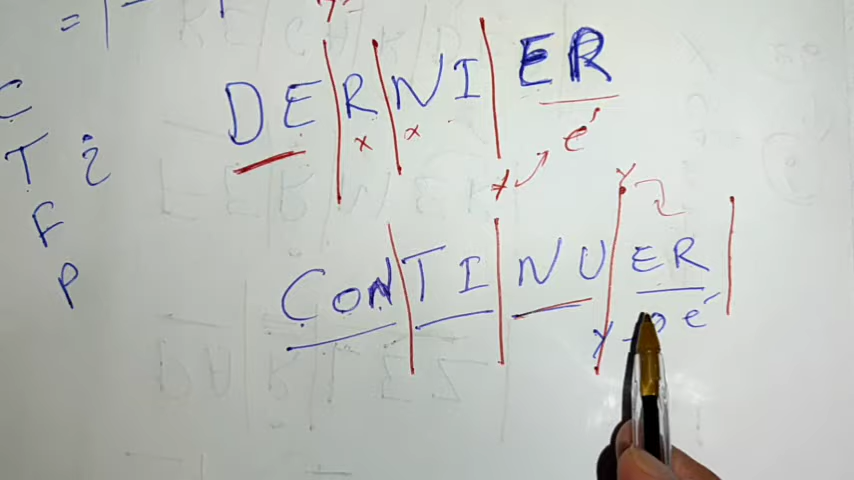 =
DE|R|NI|ER
C
x x
é
T i
F
CON|TI|NU|ER
P
é